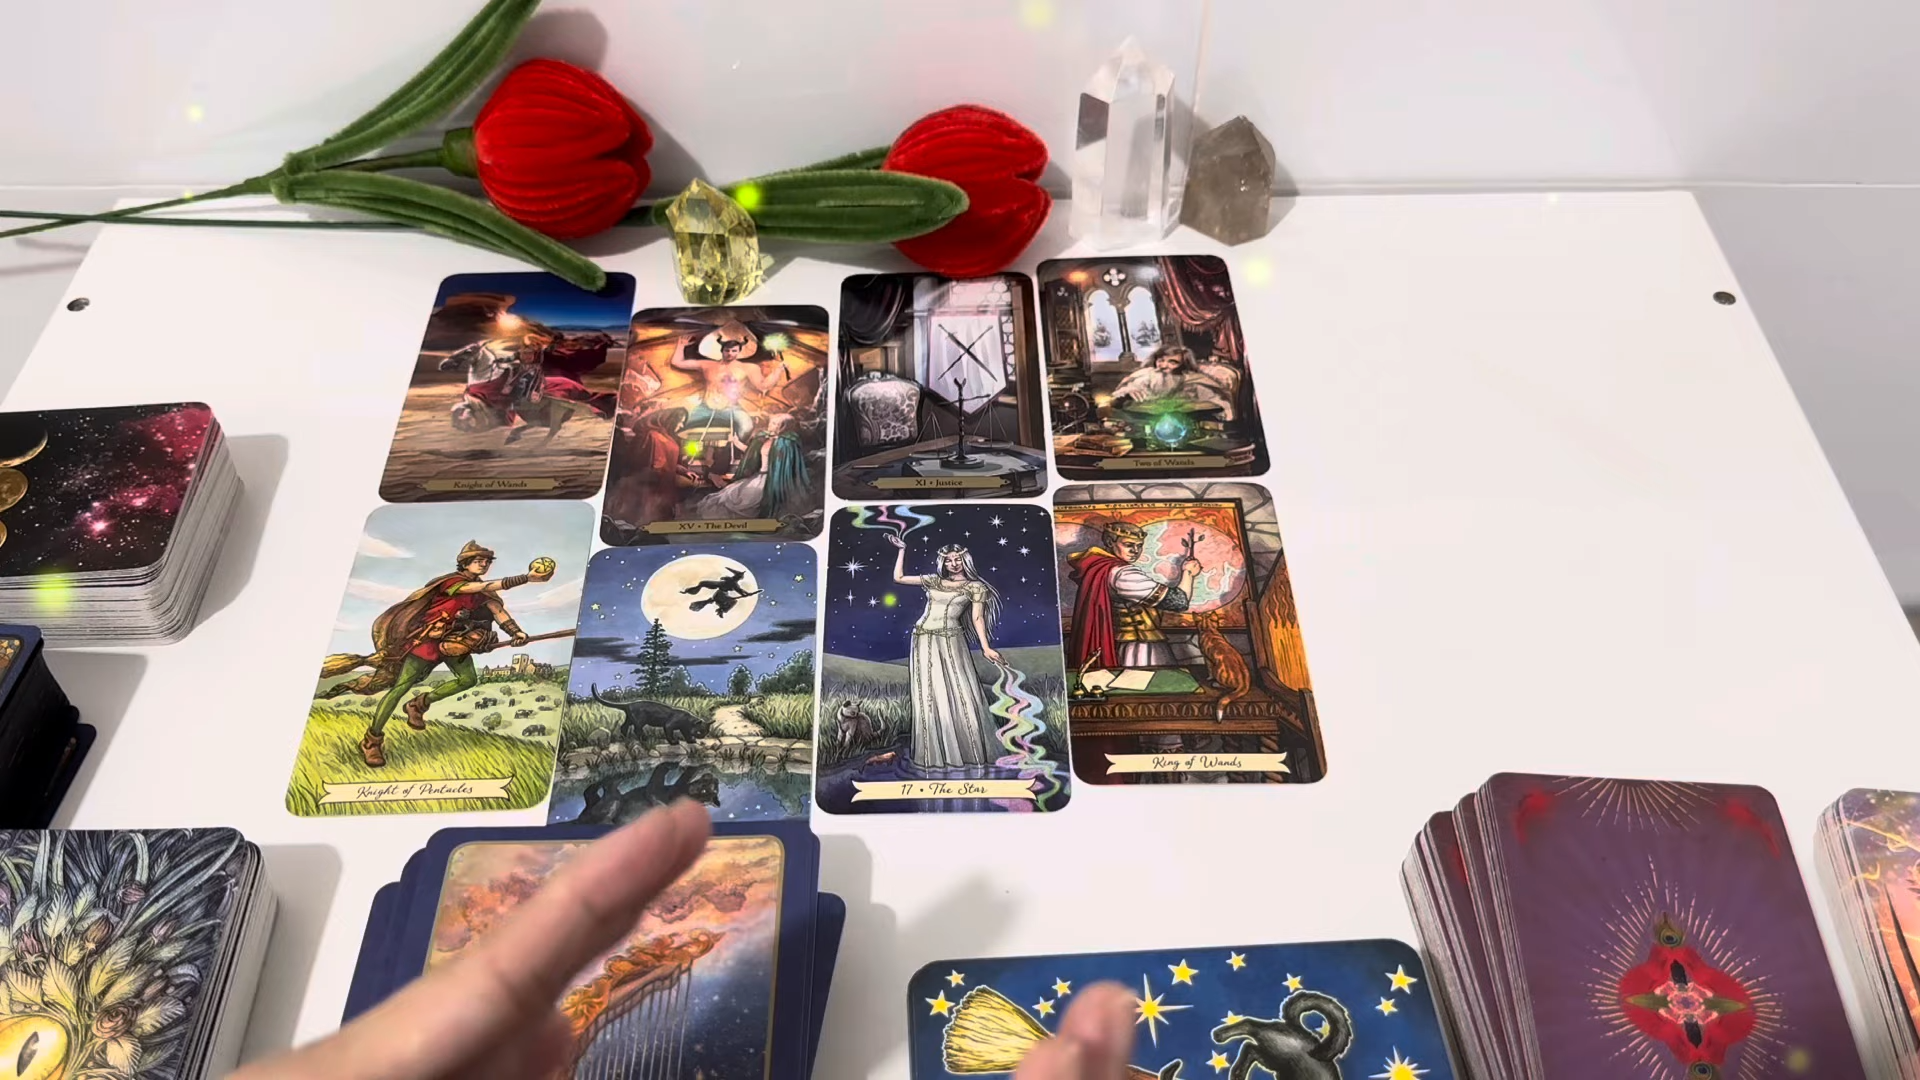 Knight of Wands
XV • The Devil
XI • Justice
Two of Wands
Knight of Pentacles
17 • The Star
King of Wands